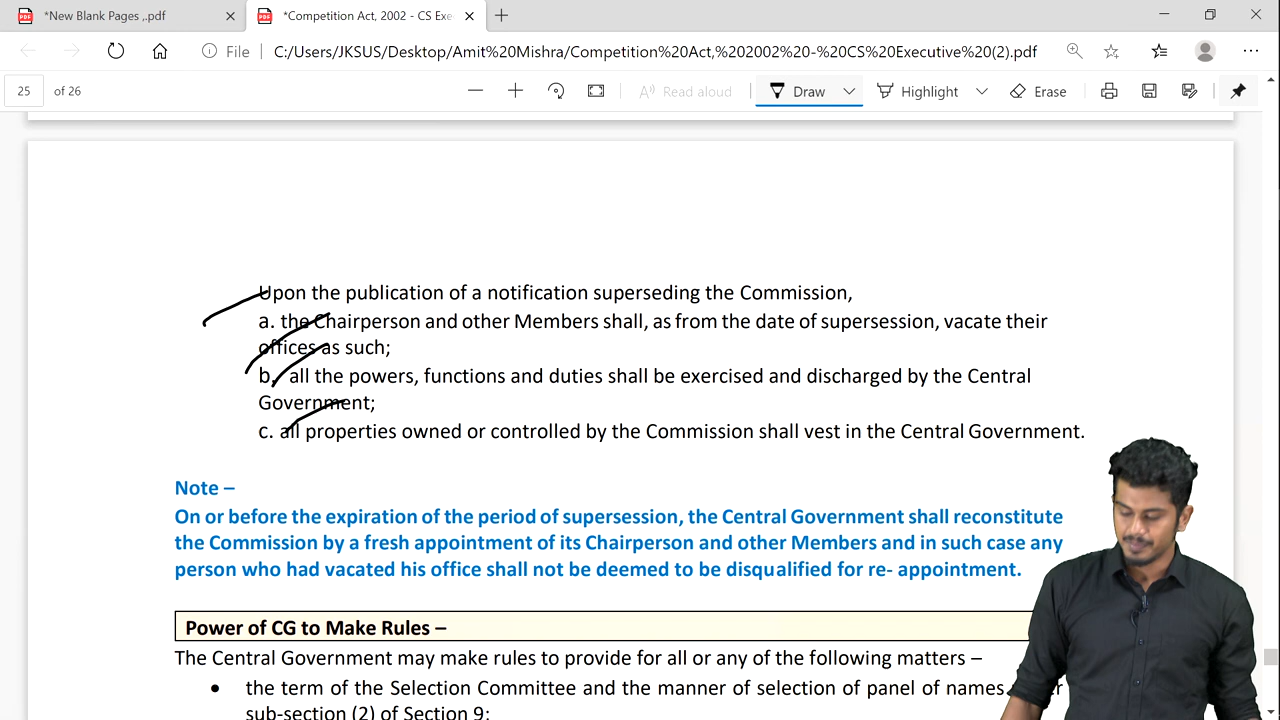 *New Blank Pages ,.pdf
*Competition Act, 2002 - CS Exe
File
C:/Users/JKSUS/Desktop/Amit%20Mishra/Competition%20Act,%202002%20-%20CS%20Executive%20(2).pdf
25 of 26
Read aloud
Draw
Highlight
Erase
Upon the publication of a notification superseding the Commission,
a. the Chairperson and other Members shall, as from the date of supersession, vacate their
offices as such;
b. all the powers, functions and duties shall be exercised and discharged by the Central
Government;
c. all properties owned or controlled by the Commission shall vest in the Central Government.
Note –
On or before the expiration of the period of supersession, the Central Government shall reconstitute
the Commission by a fresh appointment of its Chairperson and other Members and in such case any
person who had vacated his office shall not be deemed to be disqualified for re- appointment.
Power of CG to Make Rules –
The Central Government may make rules to provide for all or any of the following matters –
• the term of the Selection Committee and the manner of selection of panel of names
sub-section (2) of Section 9;